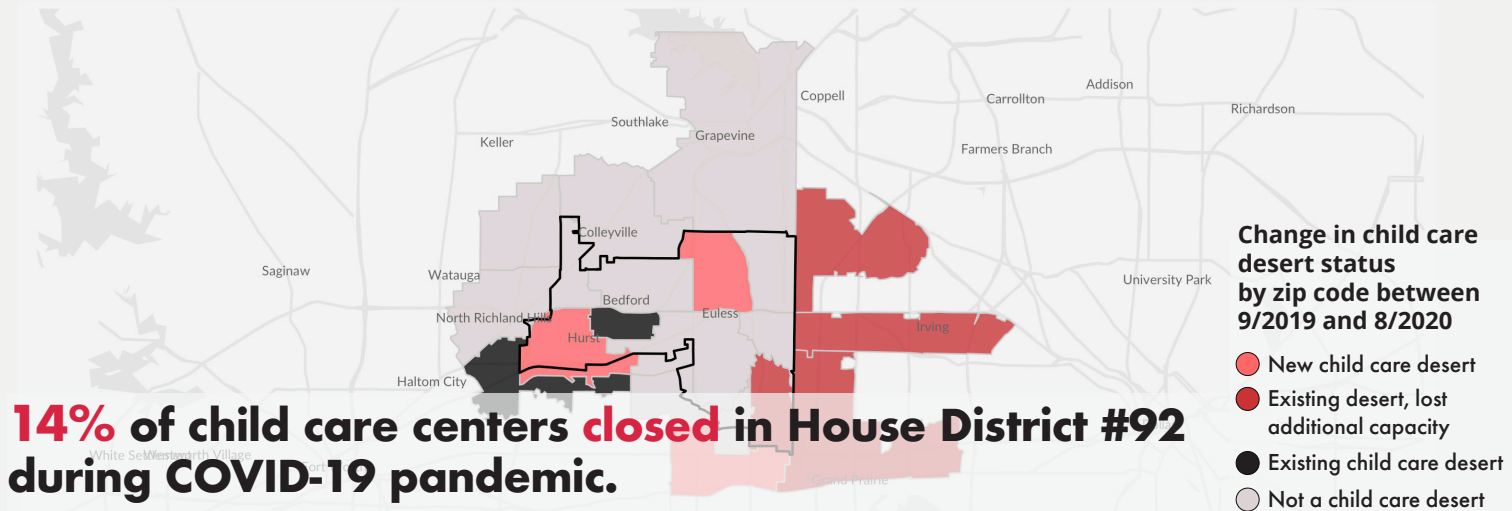 Coppell
Addison
Carrollton
Richardson
Southlake
Grapevine
Keller
Farmers Branch
Colleyville
Saginaw
Watauga
University Park
Bedford
North Richland Hills
Euless
Irving
Hurst
Haltom City
Change in child care
desert status
by zip code between
9/2019 and 8/2020
New child care desert
Existing desert, lost
additional capacity
Existing child care desert
Not a child care desert
14% of child care centers closed in House District #92
during COVID-19 pandemic.
Grand Prairie